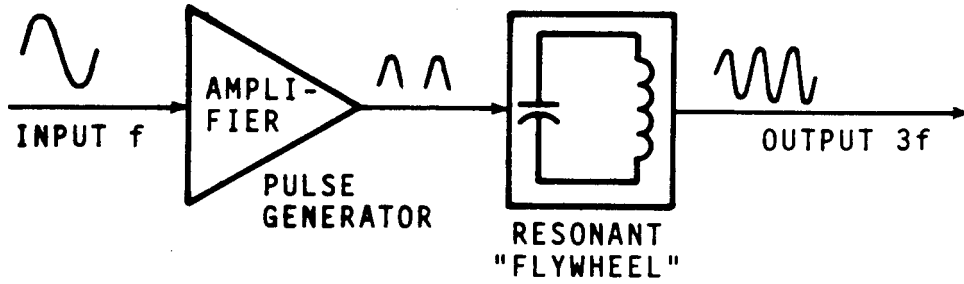 INPUT f
AMPLI-
FIER
PULSE
GENERATOR
RESONANT
"FLYWHEEL"
OUTPUT 3f